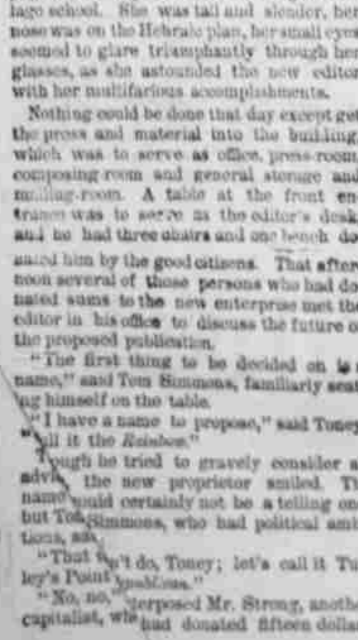 lage school. She was tall and slender, her
nose was on the Hebraic plan, her small eyes
seemed to glare triumphantly through her
glasses, as she astounded the new editor
with her multifarious accomplishments.
Nothing could be done that day except get
the press and material into the building
which was to serve as office, press-room
composing-room and general storage and
mailing-room. A table at the front en
trance was to serve as the editor's desk
and he had three chairs and one bench do
nated him by the good citizens. That after
noon several of those persons who had do
nated sums to the new enterprise met the
editor in his office to discuss the future of
the proposed publication.
"The first thing to be decided on is a
name," said Tom Simmons, familiarly seat
ing himself on the table.
"I have a name to propose," said Toney
"all it the Rainbow."
Tough he tried to gravely consider
the new proprietor smiled. Th
name would certainly not be a telling on
but Tom Simmons, who had political am
tions,
"That n't do, Toney; let's call it Tu
ley's Point
"No, no," terposed Mr. Strong, anothe
capitalist, who had donated fifteen dolla